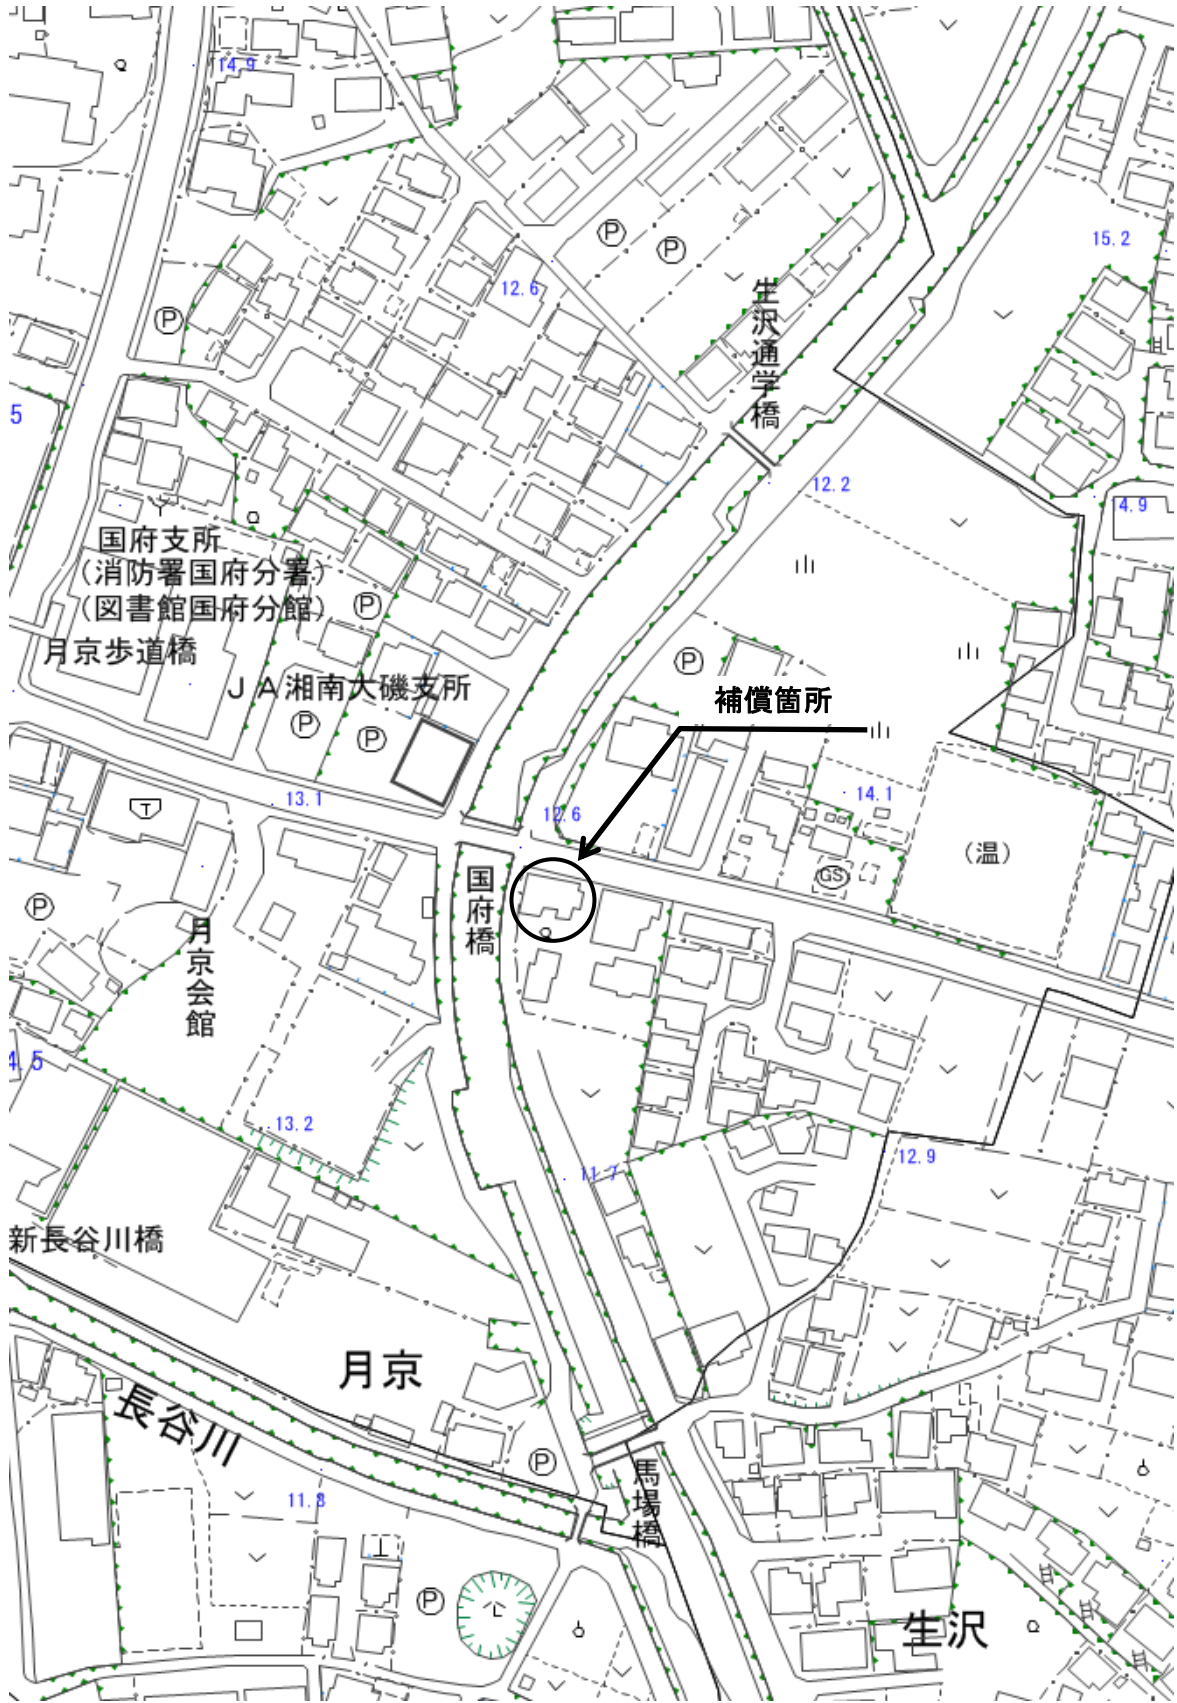 14.9
15.2
12.6
生沢通学橋
Ⓟ
Ⓟ
Ⓟ
5
12.2
14.9
国府支所
(消防署国府分署)
(図書館国府分館)
Ⓟ
月京歩道橋
Ⓟ
JA湘南大磯支所
補償箇所
Ⓟ
Ⓟ
13.1
12.6
14.1
(温)
GS
国府橋
Ⓟ
月京会館
4.5
13.2
12.9
11.7
新長谷川橋
月京
長谷川
Ⓟ
馬場橋
11.8
Ⓟ
生沢